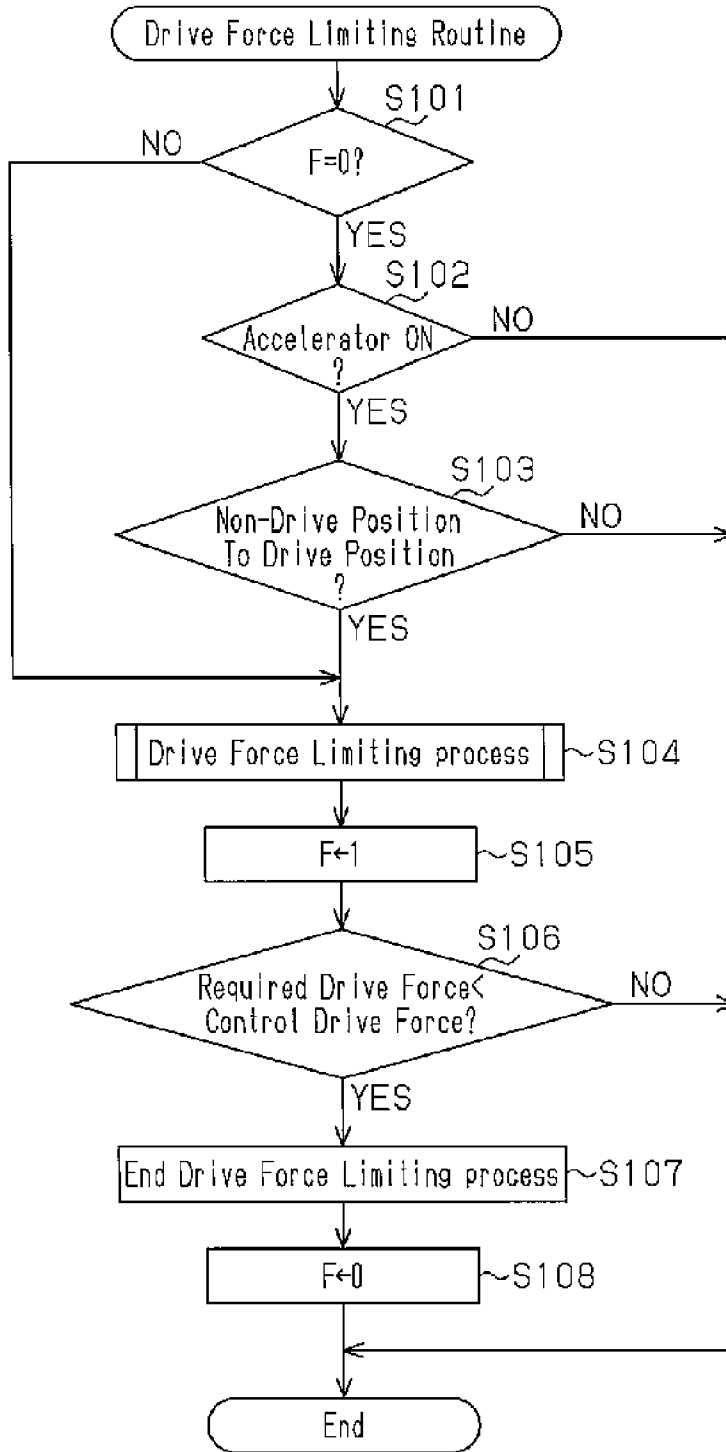 Drive Force Limiting Routine
S101
NO
F=0?
YES
S102
NO
Accelerator ON
?
YES
S103
Non-Drive Position
To Drive Position
?
NO
YES
Drive Force Limiting process
S104
F←1
S105
S106
Required Drive Force<
Control Drive Force?
NO
YES
End Drive Force Limiting process
S107
F←0
S108
End